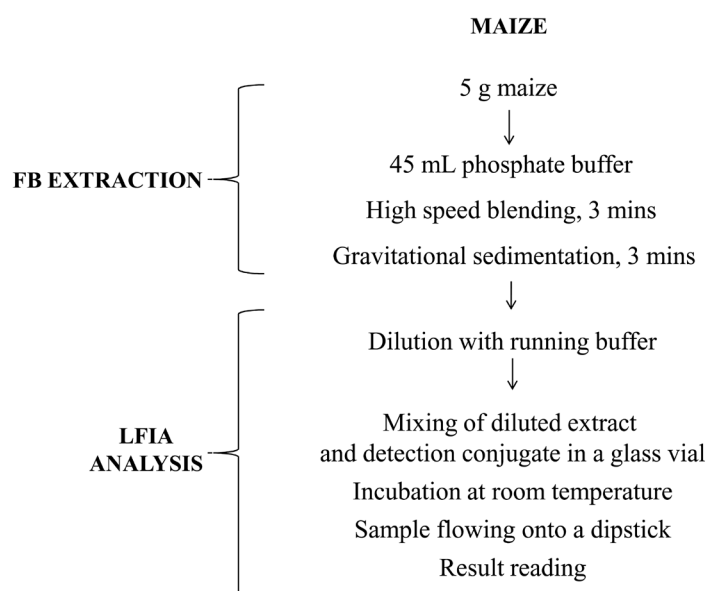 MAIZE
5 g maize
FB EXTRACTION
45 mL phosphate buffer
High speed blending, 3 mins
Gravitational sedimentation, 3 mins
Dilution with running buffer
LFIA
ANALYSIS
Mixing of diluted extract
and detection conjugate in a glass vial
Incubation at room temperature
Sample flowing onto a dipstick
Result reading